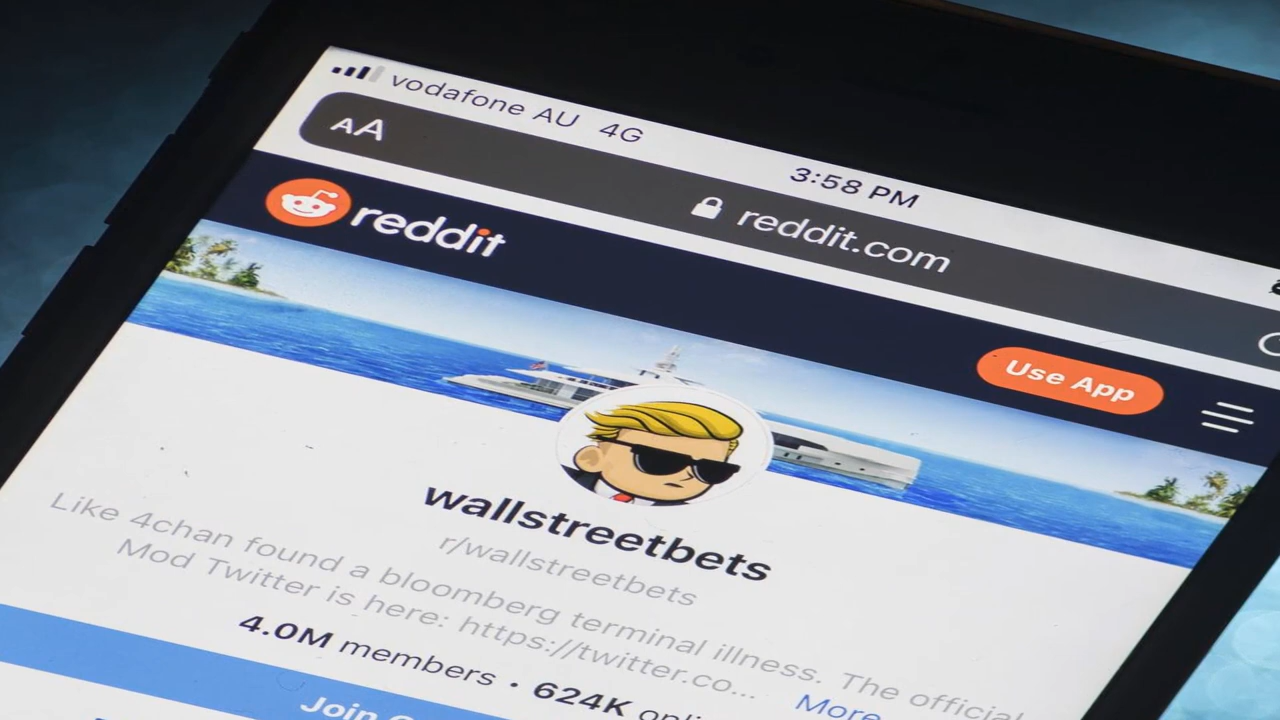 vodafone AU 4G
3:58 PM
AA
reddit.com
reddit
Use App
wallstreetbets
r/wallstreetbets
Like 4chan found a bloomberg terminal illness. The official
Mod Twitter is here: https://twitter.co... More
4.0M members · 624K
Join